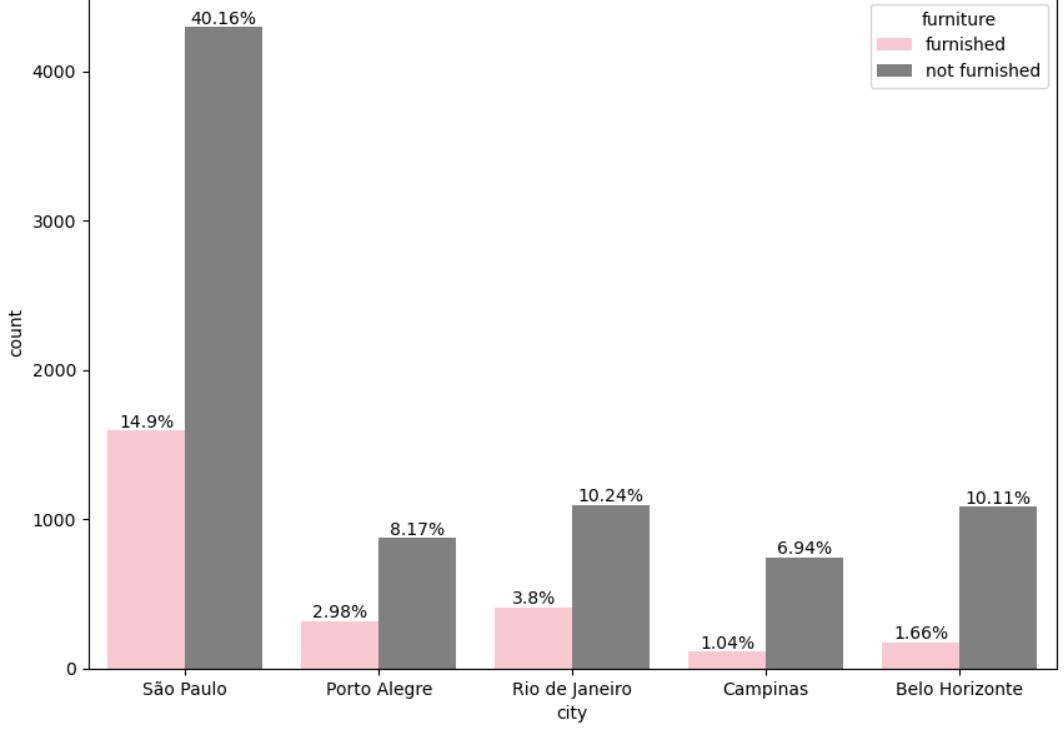 40.16%
furniture
furnished
not furnished
4000
3000
count
2000
14.9%
1000
10.24%
10.11%
8.17%
6.94%
3.8%
2.98%
1.66%
1.04%
0
São Paulo
Porto Alegre
Rio de Janeiro
Campinas
Belo Horizonte
city